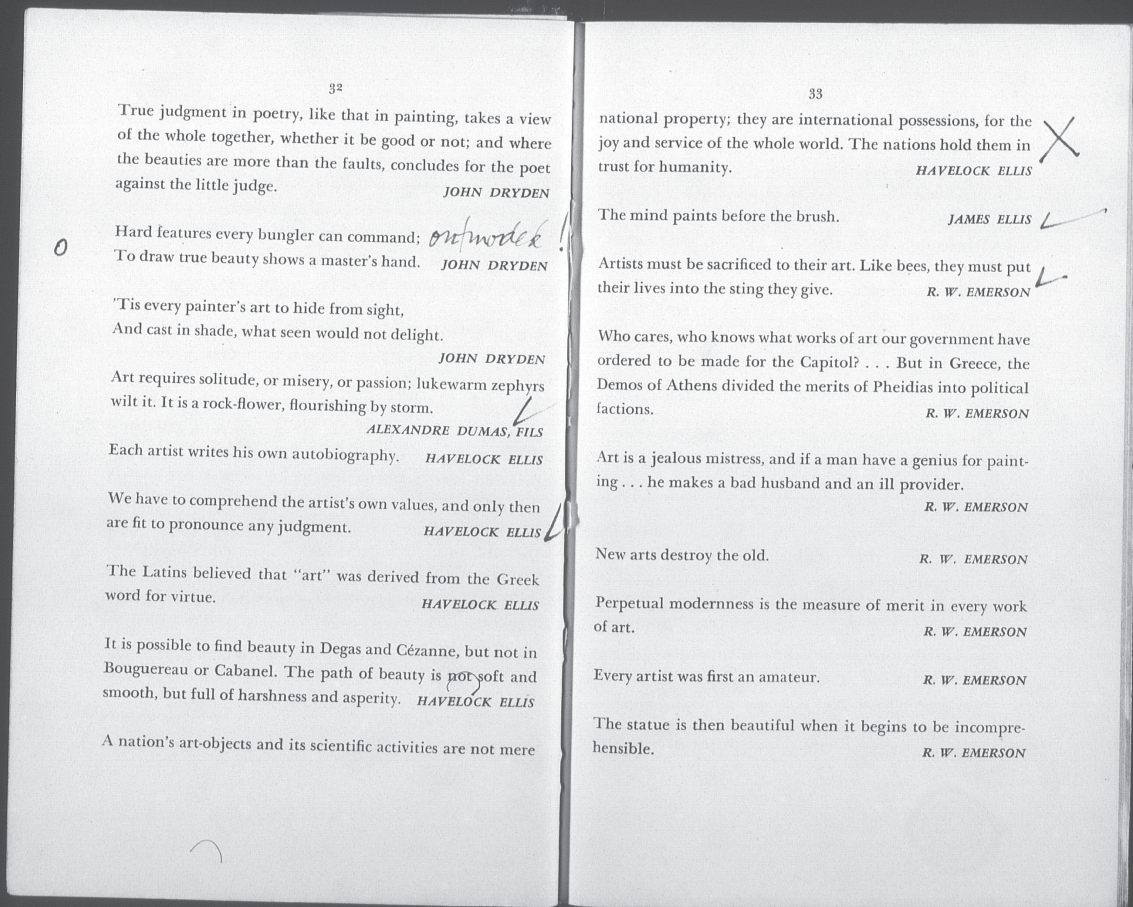 32
True judgment in poetry, like that in painting, takes a view
of the whole together, whether it be good or not; and where
the beauties are more than the faults, concludes for the poet
against the little judge. JOHN DRYDEN
Hard features every bungler can command; outmoded !
To draw true beauty shows a master's hand. JOHN DRYDEN
'Tis every painter's art to hide from sight,
And cast in shade, what seen would not delight.
JOHN DRYDEN
Art requires solitude, or misery, or passion; lukewarm zephyrs
wilt it. It is a rock-flower, flourishing by storm.
ALEXANDRE DUMAS, FILS
Each artist writes his own autobiography. HAVELOCK ELLIS
We have to comprehend the artist's own values, and only then
are fit to pronounce any judgment. HAVELOCK ELLIS
The Latins believed that "art" was derived from the Greek
word for virtue. HAVELOCK ELLIS
It is possible to find beauty in Degas and Cézanne, but not in
Bouguereau or Cabanel. The path of beauty is not soft and
smooth, but full of harshness and asperity. HAVELOCK ELLIS
A nation's art-objects and its scientific activities are not mere
33
national property; they are international possessions, for the
joy and service of the whole world. The nations hold them in
trust for humanity. HAVELOCK ELLIS
The mind paints before the brush. JAMES ELLIS
Artists must be sacrificed to their art. Like bees, they must put
their lives into the sting they give. R. W. EMERSON
Who cares, who knows what works of art our government have
ordered to be made for the Capitol? . . . But in Greece, the
Demos of Athens divided the merits of Pheidias into political
factions. R. W. EMERSON
Art is a jealous mistress, and if a man have a genius for paint-
ing . . . he makes a bad husband and an ill provider.
R. W. EMERSON
New arts destroy the old. R. W. EMERSON
Perpetual modernness is the measure of merit in every work
of art. R. W. EMERSON
Every artist was first an amateur. R. W. EMERSON
The statue is then beautiful when it begins to be incompre-
hensible. R. W. EMERSON